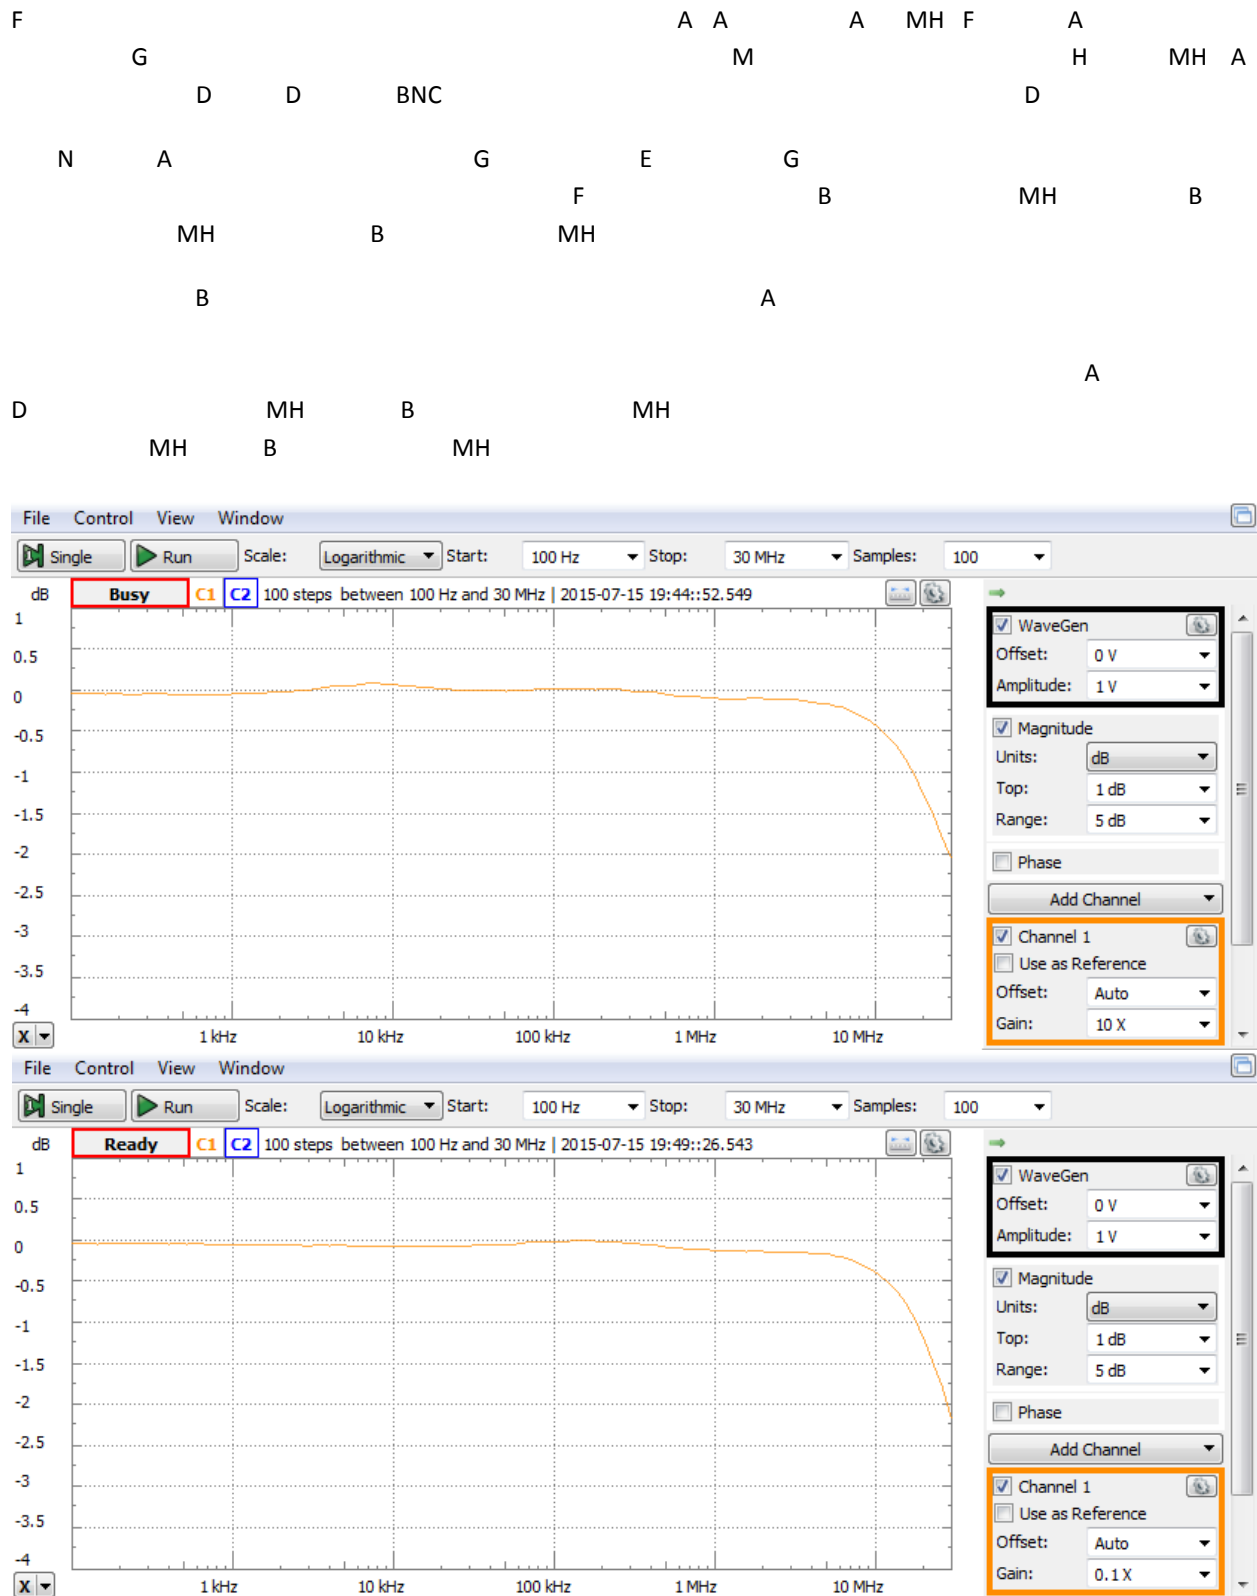 F A A A MH F A
G M H MH A
D D BNC D
N A G E G
F B MH B
MH B MH
B A
A
D MH B MH
MH B MH
File Control View Window
Single Run Scale: Logarithmic Start: 100 Hz Stop: 30 MHz Samples: 100
dB Busy C1 C2 100 steps between 100 Hz and 30 MHz | 2015-07-15 19:44::52.549
1
0.5
0
-0.5
-1
-1.5
-2
-2.5
-3
-3.5
-4
X 1 kHz 10 kHz 100 kHz 1 MHz 10 MHz
WaveGen
Offset: 0 V
Amplitude: 1 V
Magnitude
Units: dB
Top: 1 dB
Range: 5 dB
Phase
Add Channel
Channel 1
Use as Reference
Offset: Auto
Gain: 10 X
File Control View Window
Single Run Scale: Logarithmic Start: 100 Hz Stop: 30 MHz Samples: 100
dB Ready C1 C2 100 steps between 100 Hz and 30 MHz | 2015-07-15 19:49::26.543
1
0.5
0
-0.5
-1
-1.5
-2
-2.5
-3
-3.5
-4
X 1 kHz 10 kHz 100 kHz 1 MHz 10 MHz
WaveGen
Offset: 0 V
Amplitude: 1 V
Magnitude
Units: dB
Top: 1 dB
Range: 5 dB
Phase
Add Channel
Channel 1
Use as Reference
Offset: Auto
Gain: 0.1 X